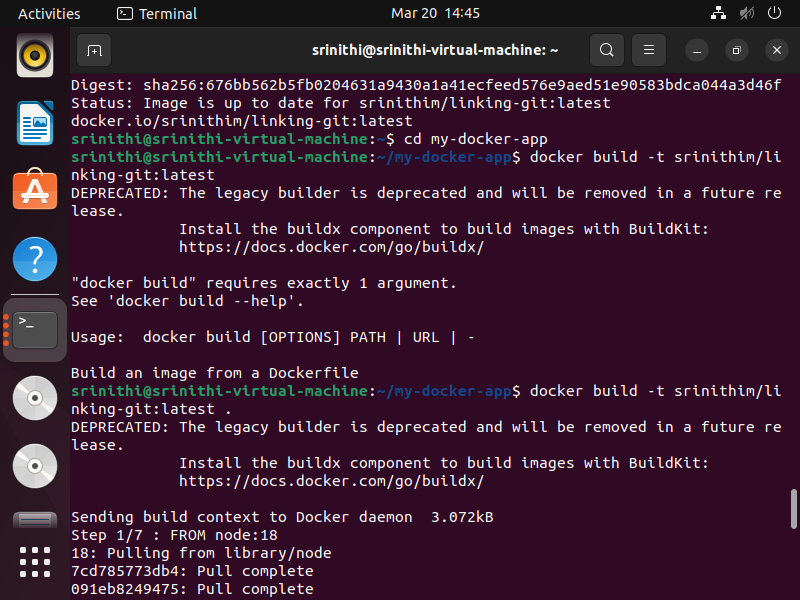 Activities
Terminal
Mar 20 14:45
srinithi@srinithi-virtual-machine: ~
Digest: sha256:676bb562b5fb0204631a9430a1a41ecfeed576e9aed51e90583bdca044a3d46f
Status: Image is up to date for srinithim/linking-git:latest
docker.io/srinithim/linking-git:latest
srinithi@srinithi-virtual-machine:~$ cd my-docker-app
srinithi@srinithi-virtual-machine:~/my-docker-app$ docker build -t srinithim/li
nking-git:latest
DEPRECATED: The legacy builder is deprecated and will be removed in a future re
lease.
            Install the buildx component to build images with BuildKit:
            https://docs.docker.com/go/buildx/
"docker build" requires exactly 1 argument.
See 'docker build --help'.
Usage:  docker build [OPTIONS] PATH | URL | -
Build an image from a Dockerfile
srinithi@srinithi-virtual-machine:~/my-docker-app$ docker build -t srinithim/li
nking-git:latest .
DEPRECATED: The legacy builder is deprecated and will be removed in a future re
lease.
            Install the buildx component to build images with BuildKit:
            https://docs.docker.com/go/buildx/
Sending build context to Docker daemon  3.072kB
Step 1/7 : FROM node:18
18: Pulling from library/node
7cd785773db4: Pull complete
091eb8249475: Pull complete